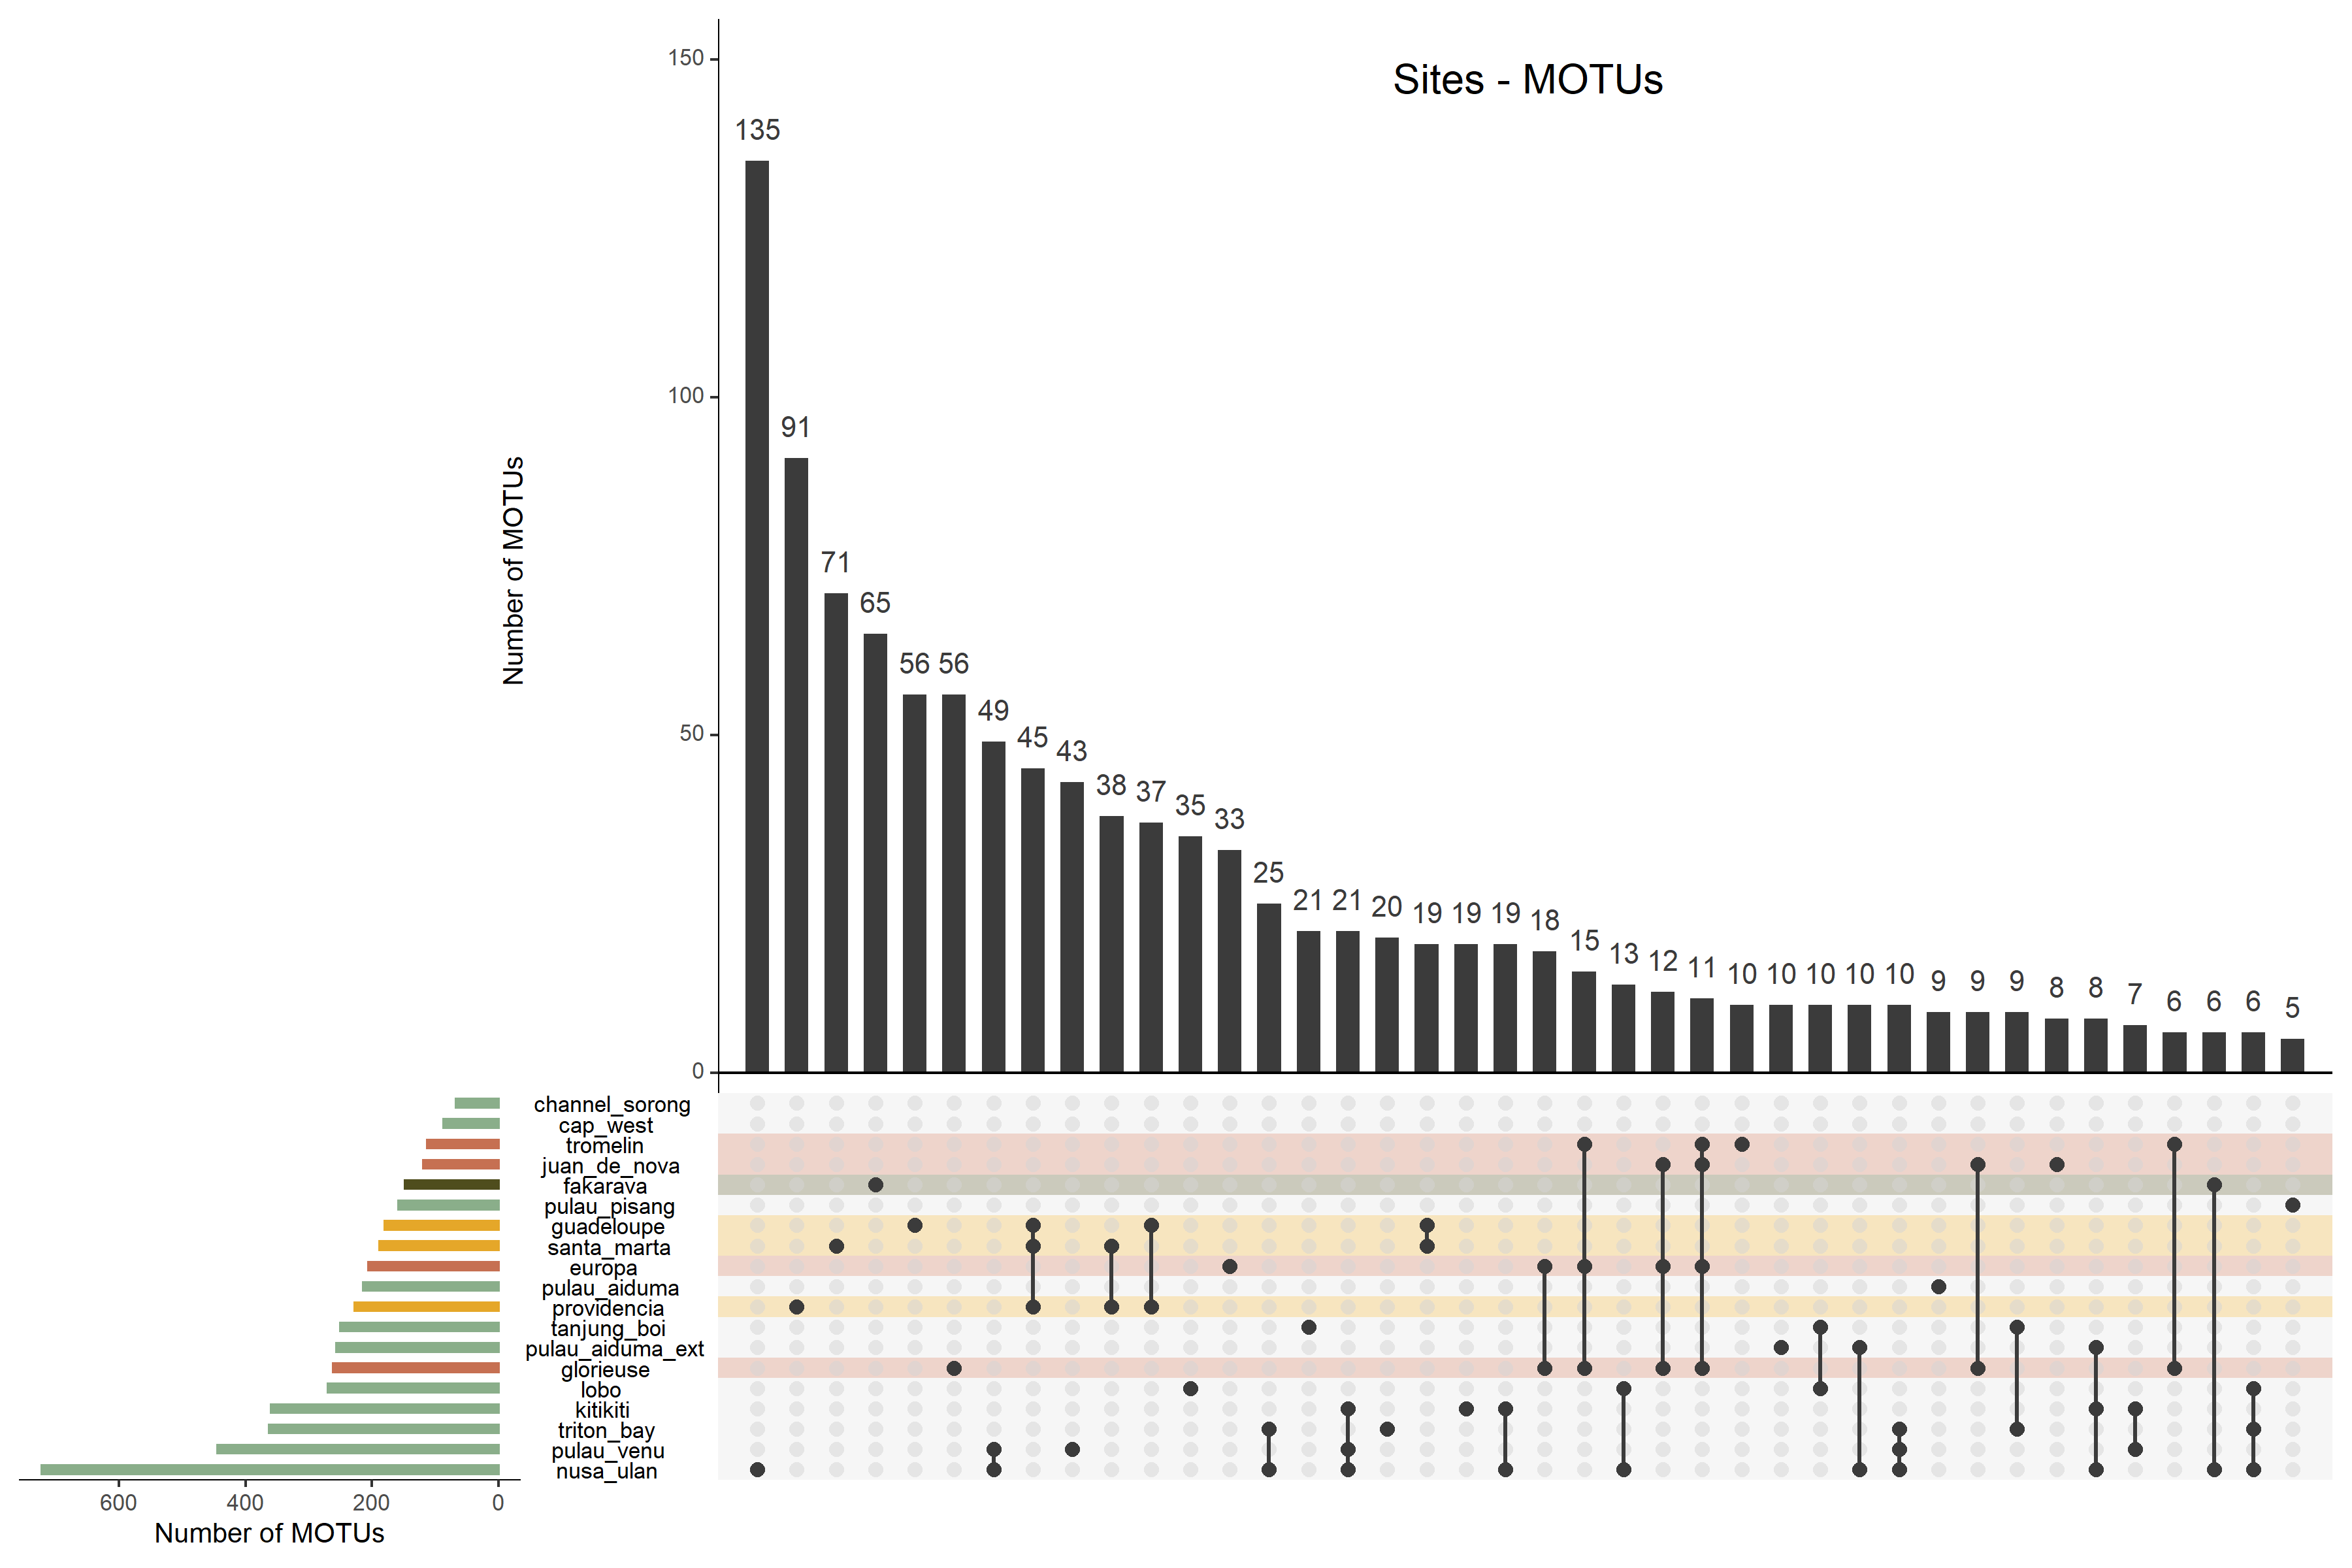 Sites - MOTUs
Number of MOTUs
150
100
50
0
135
91
71
65
56
56
49
45
43
38
37
35
33
25
21
21
20
19
19
19
18
15
13
12
11
10
10
10
10
10
9
9
9
8
8
7
6
6
6
5
channel_sorong
cap_west
tromelin
juan_de_nova
fakarava
pulau_pisang
guadeloupe
santa_marta
europa
pulau_aiduma
providencia
tanjung_boi
pulau_aiduma_ext
glorieuse
lobo
kitikiti
triton_bay
pulau_venu
nusa_ulan
600 400 200 0
Number of MOTUs